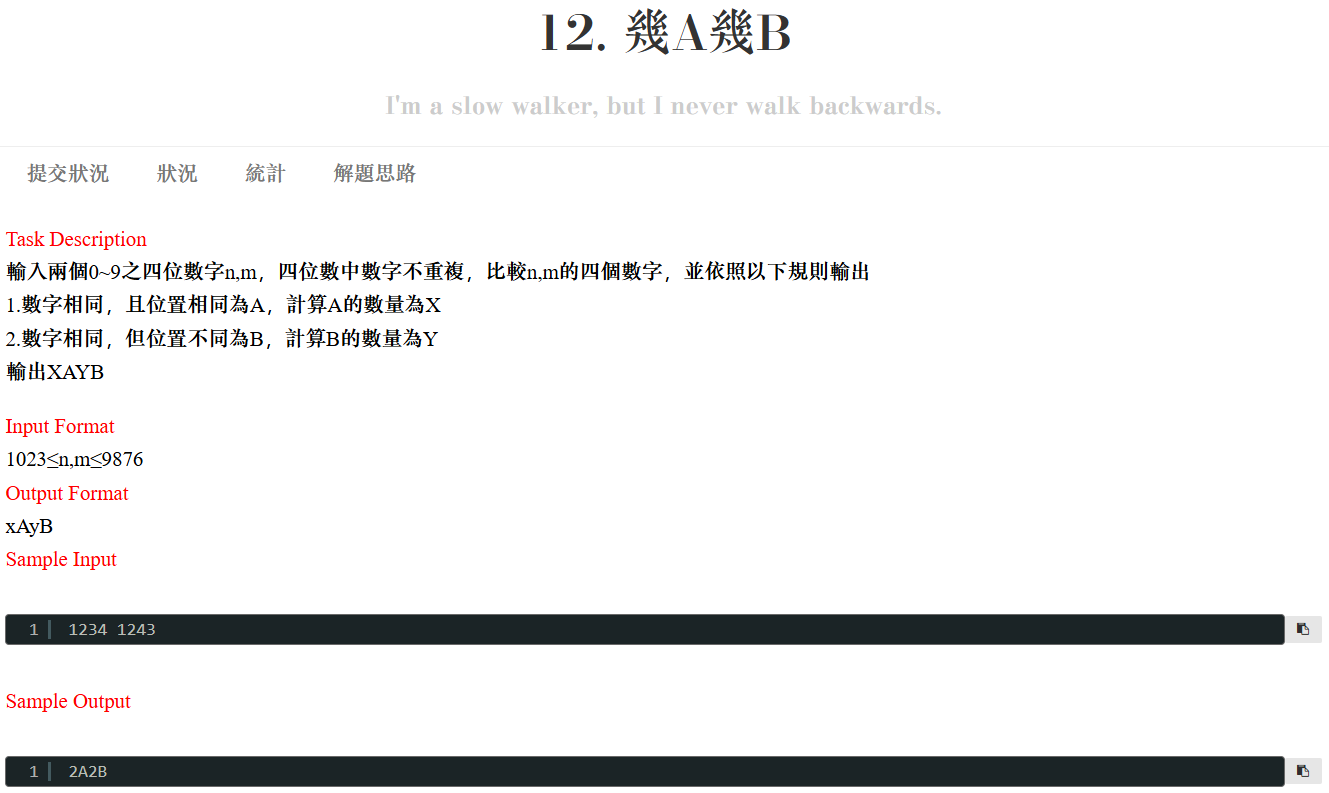 12. 幾A幾B
I'm a slow walker, but I never walk backwards.
提交狀況 狀況 統計 解題思路
Task Description
輸入兩個0~9之四位數字n,m，四位數中數字不重複，比較n,m的四個數字，並依照以下規則輸出
1.數字相同，且位置相同為A，計算A的數量為X
2.數字相同，但位置不同為B，計算B的數量為Y
輸出XAYB
Input Format
1023≤n,m≤9876
Output Format
xAyB
Sample Input
1 1234 1243
Sample Output
1 2A2B